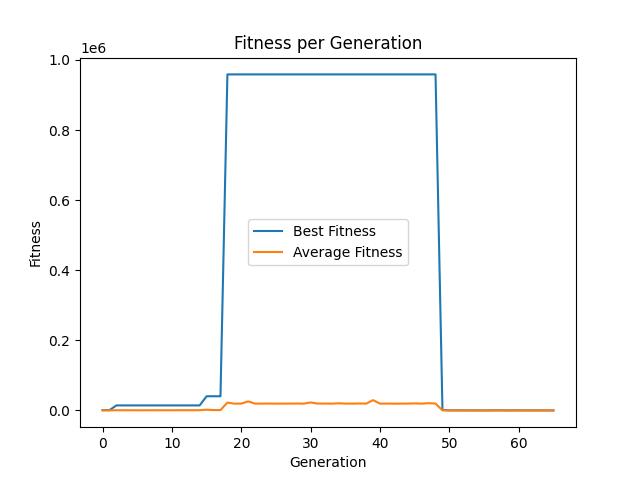 Fitness per Generation
1e6
1.0
0.8
0.6
0.4
0.2
0.0
Fitness
Best Fitness
Average Fitness
0 10 20 30 40 50 60
Generation